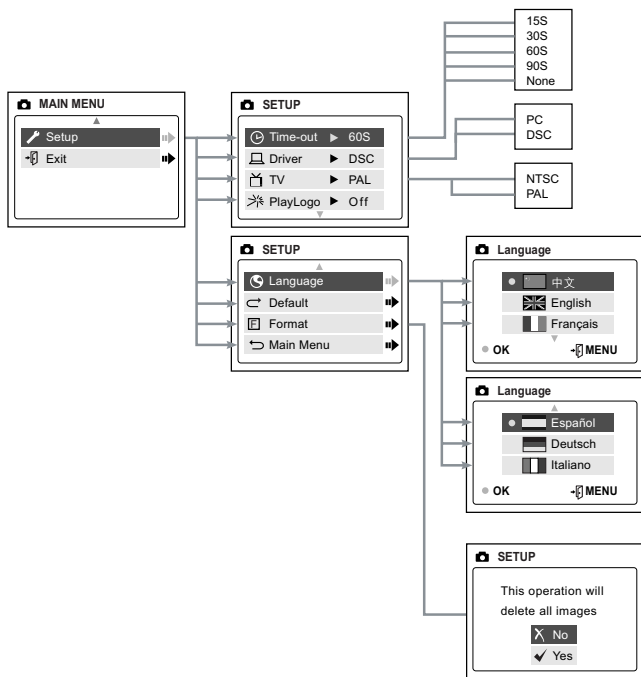 15S
30S
60S
90S
None
MAIN MENU
Setup
Exit
SETUP
Time-out 60S
Driver DSC
TV PAL
PlayLogo Off
PC
DSC
NTSC
PAL
SETUP
Language
Default
F Format
Main Menu
Language
中文
English
Français
OK MENU
Language
Español
Deutsch
Italiano
OK MENU
SETUP
This operation will
delete all images
No
Yes